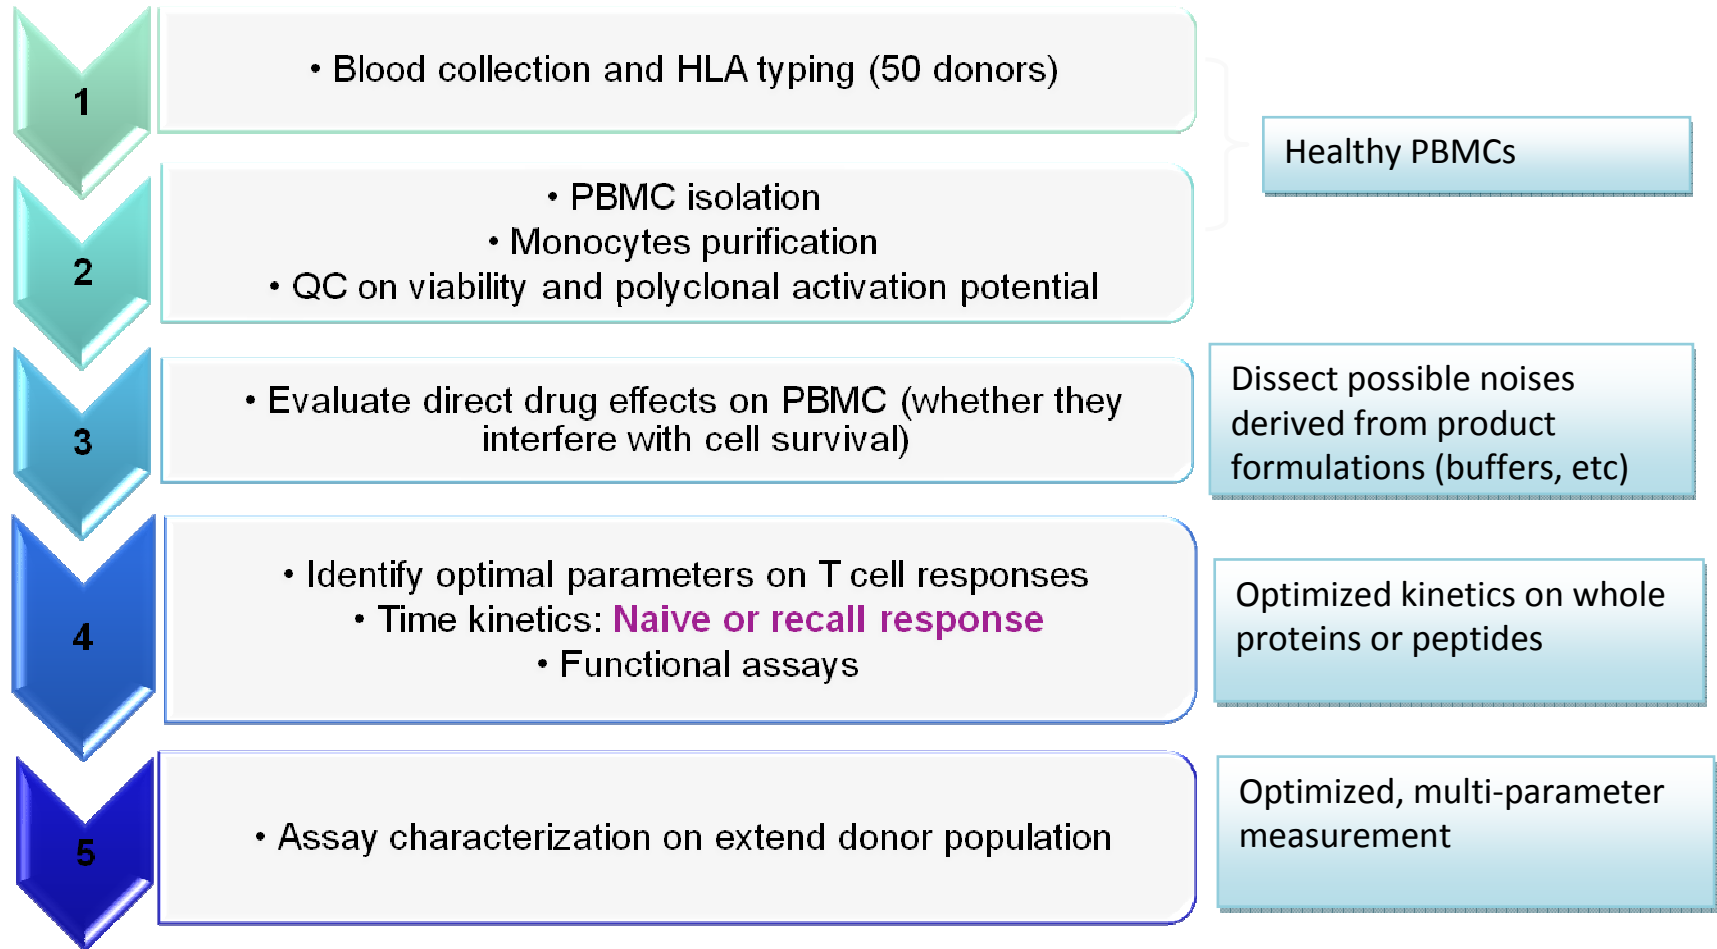 1
• Blood collection and HLA typing (50 donors)
Healthy PBMCs
2
• PBMC isolation
• Monocytes purification
• QC on viability and polyclonal activation potential
3
• Evaluate direct drug effects on PBMC (whether they
interfere with cell survival)
Dissect possible noises
derived from product
formulations (buffers, etc)
4
• Identify optimal parameters on T cell responses
• Time kinetics: Naive or recall response
• Functional assays
Optimized kinetics on whole
proteins or peptides
5
• Assay characterization on extend donor population
Optimized, multi-parameter
measurement